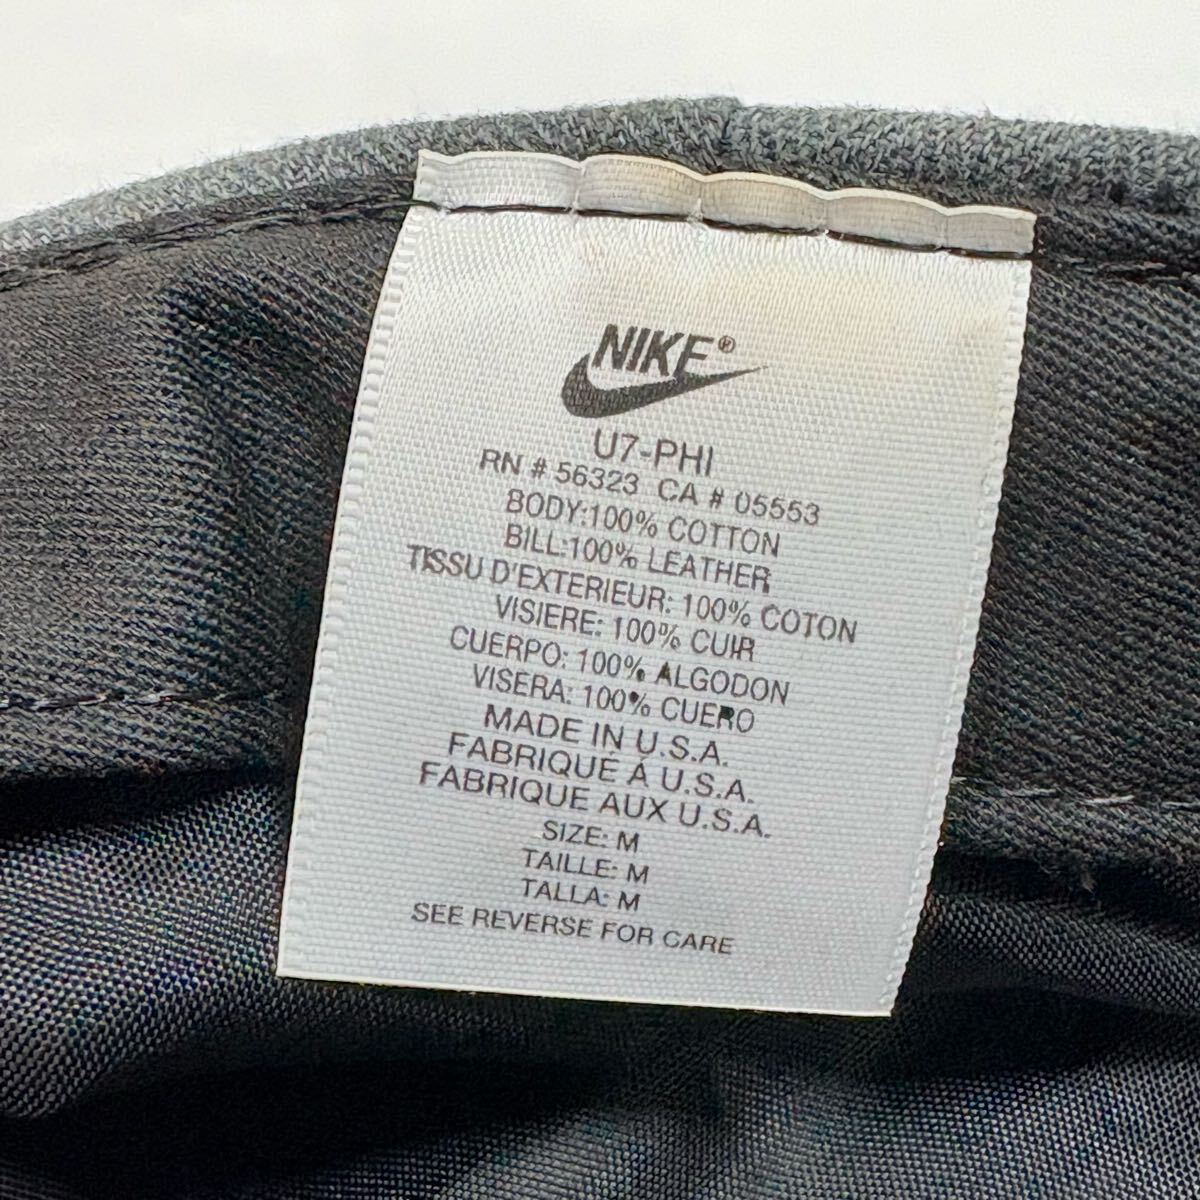 NIKE®
U7-PHI
RN # 56323 CA # 05553
BODY:100% COTTON
BILL:100% LEATHER
TISSU D'EXTERIEUR: 100% COTON
VISIERE: 100% CUIR
CUERPO: 100% ALGODON
VISERA: 100% CUERO
MADE IN U.S.A.
FABRIQUE A U.S.A.
FABRIQUE AUX U.S.A.
SIZE: M
TAILLE: M
TALLA: M
SEE REVERSE FOR CARE